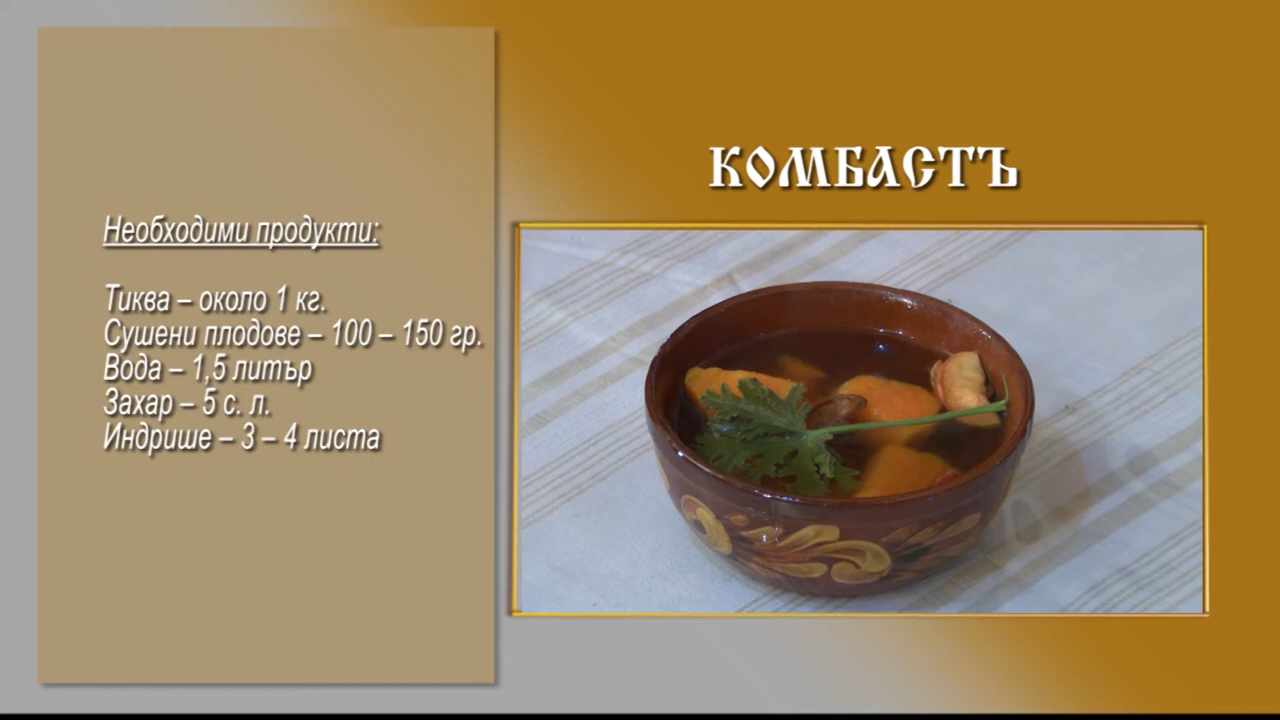 Необходими продукти:
Тиква – около 1 кг.
Сушени плодове – 100 – 150 гр.
Вода – 1,5 литър
Захар – 5 с. л.
Индрише – 3 – 4 листа
КОМБАСТЪ